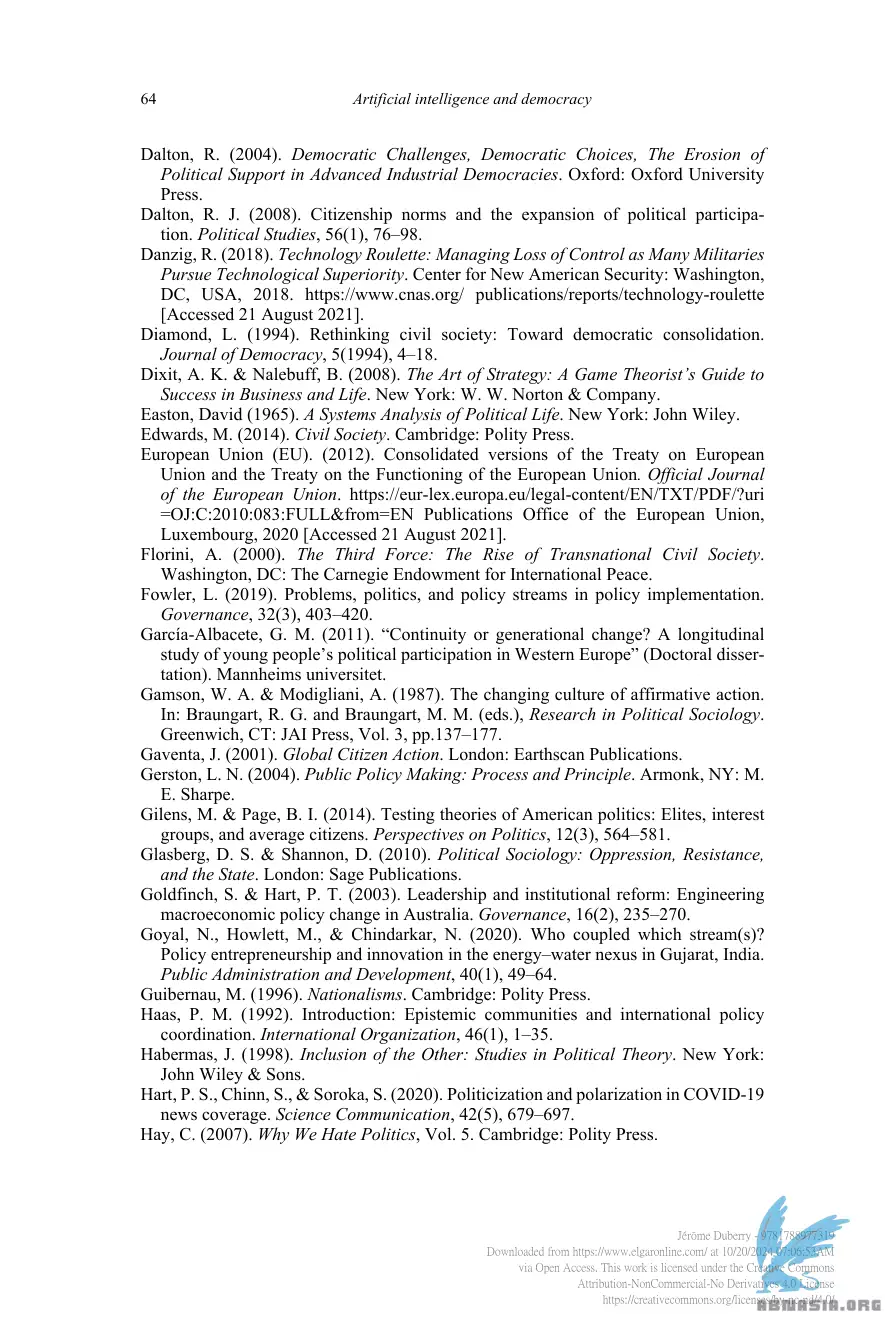 64
Artificial intelligence and democracy
Dalton, R. (2004). Democratic Challenges, Democratic Choices, The Erosion of
Political Support in Advanced Industrial Democracies. Oxford: Oxford University
Press.
Dalton, R. J. (2008). Citizenship norms and the expansion of political participa-
tion. Political Studies, 56(1), 76–98.
Danzig, R. (2018). Technology Roulette: Managing Loss of Control as Many Militaries
Pursue Technological Superiority. Center for New American Security: Washington,
DC, USA, 2018. https://www.cnas.org/ publications/reports/technology-roulette
[Accessed 21 August 2021].
Diamond, L. (1994). Rethinking civil society: Toward democratic consolidation.
Journal of Democracy, 5(1994), 4–18.
Dixit, A. K. & Nalebuff, B. (2008). The Art of Strategy: A Game Theorist’s Guide to
Success in Business and Life. New York: W. W. Norton & Company.
Easton, David (1965). A Systems Analysis of Political Life. New York: John Wiley.
Edwards, M. (2014). Civil Society. Cambridge: Polity Press.
European Union (EU). (2012). Consolidated versions of the Treaty on European
Union and the Treaty on the Functioning of the European Union. Official Journal
of the European Union. https://eur-lex.europa.eu/legal-content/EN/TXT/PDF/?uri
=OJ:C:2010:083:FULL&from=EN Publications Office of the European Union,
Luxembourg, 2020 [Accessed 21 August 2021].
Florini, A. (2000). The Third Force: The Rise of Transnational Civil Society.
Washington, DC: The Carnegie Endowment for International Peace.
Fowler, L. (2019). Problems, politics, and policy streams in policy implementation.
Governance, 32(3), 403–420.
García-Albacete, G. M. (2011). “Continuity or generational change? A longitudinal
study of young people’s political participation in Western Europe” (Doctoral disser-
tation). Mannheims universitet.
Gamson, W. A. & Modigliani, A. (1987). The changing culture of affirmative action.
In: Braungart, R. G. and Braungart, M. M. (eds.), Research in Political Sociology.
Greenwich, CT: JAI Press, Vol. 3, pp.137–177.
Gaventa, J. (2001). Global Citizen Action. London: Earthscan Publications.
Gerston, L. N. (2004). Public Policy Making: Process and Principle. Armonk, NY: M.
E. Sharpe.
Gilens, M. & Page, B. I. (2014). Testing theories of American politics: Elites, interest
groups, and average citizens. Perspectives on Politics, 12(3), 564–581.
Glasberg, D. S. & Shannon, D. (2010). Political Sociology: Oppression, Resistance,
and the State. London: Sage Publications.
Goldfinch, S. & Hart, P. T. (2003). Leadership and institutional reform: Engineering
macroeconomic policy change in Australia. Governance, 16(2), 235–270.
Goyal, N., Howlett, M., & Chindarkar, N. (2020). Who coupled which stream(s)?
Policy entrepreneurship and innovation in the energy–water nexus in Gujarat, India.
Public Administration and Development, 40(1), 49–64.
Guibernau, M. (1996). Nationalisms. Cambridge: Polity Press.
Haas, P. M. (1992). Introduction: Epistemic communities and international policy
coordination. International Organization, 46(1), 1–35.
Habermas, J. (1998). Inclusion of the Other: Studies in Political Theory. New York:
John Wiley & Sons.
Hart, P. S., Chinn, S., & Soroka, S. (2020). Politicization and polarization in COVID-19
news coverage. Science Communication, 42(5), 679–697.
Hay, C. (2007). Why We Hate Politics, Vol. 5. Cambridge: Polity Press.
Jérôme Duberry - 9781788977319
Downloaded from https://www.elgaronline.com/ at 10/20/2024 07:06:53AM
via Open Access. This work is licensed under the Creative Commons
Attribution-NonCommercial-No Derivatives 4.0 License
https://creativecommons.org/licenses/by-nc-nd/4.0/
ABWASIA.ORG